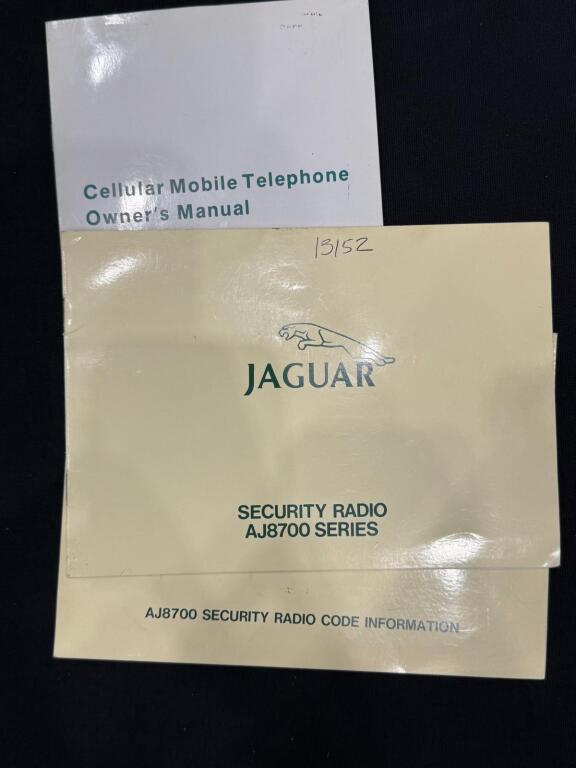 Cellular Mobile Telephone
Owner's Manual
13152
JAGUAR
SECURITY RADIO
AJ8700 SERIES
AJ8700 SECURITY RADIO CODE INFORMATION